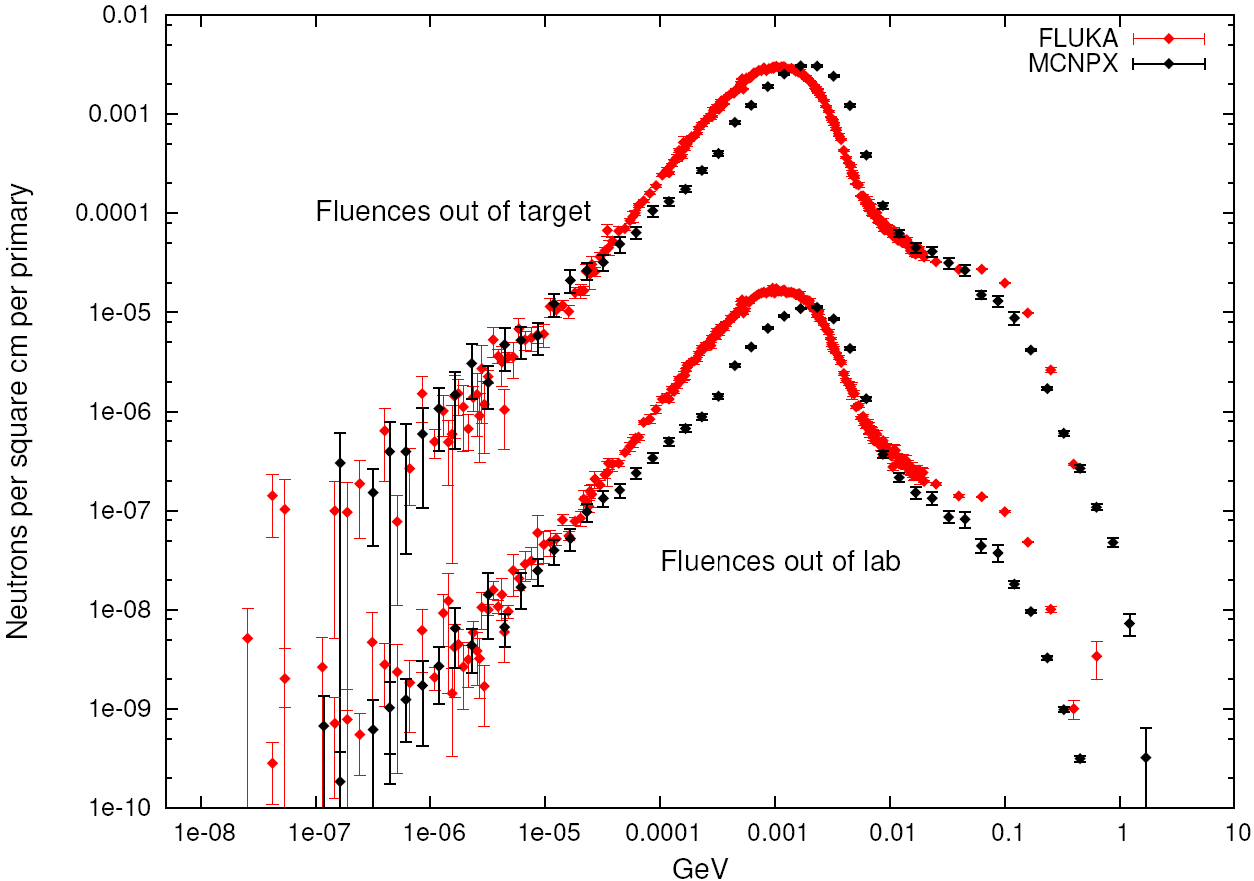 0.01
FLUKA
MCNPX
0.001
Neutrons per square cm per primary
Fluences out of target
0.0001
1e-05
1e-06
1e-07
Fluences out of lab
1e-08
1e-09
1e-10
1e-08 1e-07 1e-06 1e-05 0.0001 0.001 0.01 0.1 1 10
GeV